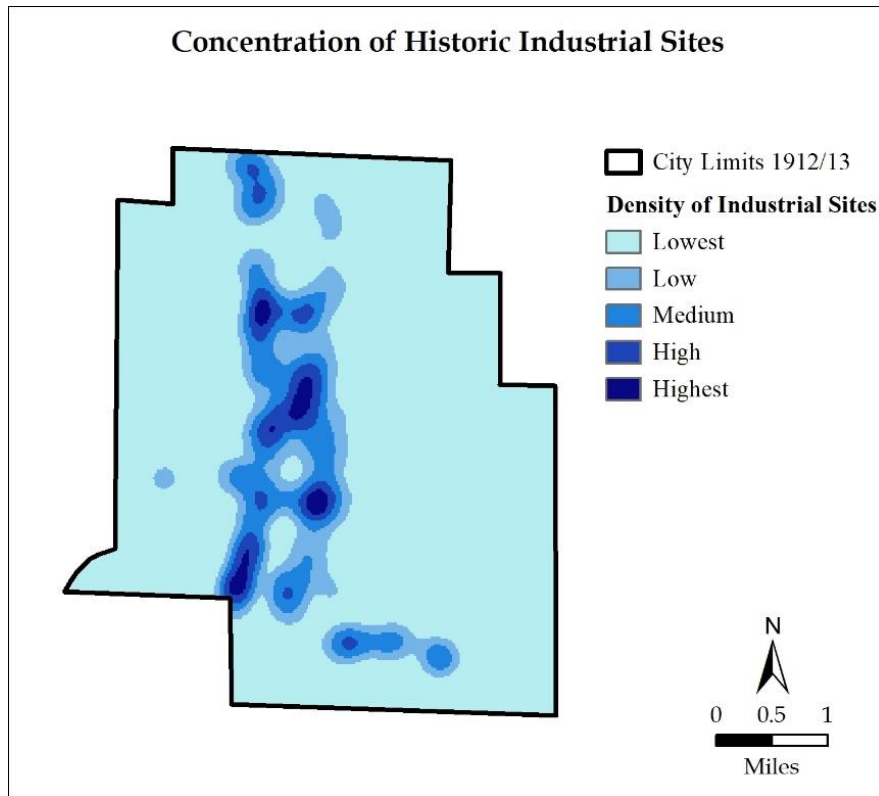 Concentration of Historic Industrial Sites
City Limits 1912/13
Density of Industrial Sites
Lowest
Low
Medium
High
Highest
N
0 0.5 1
Miles